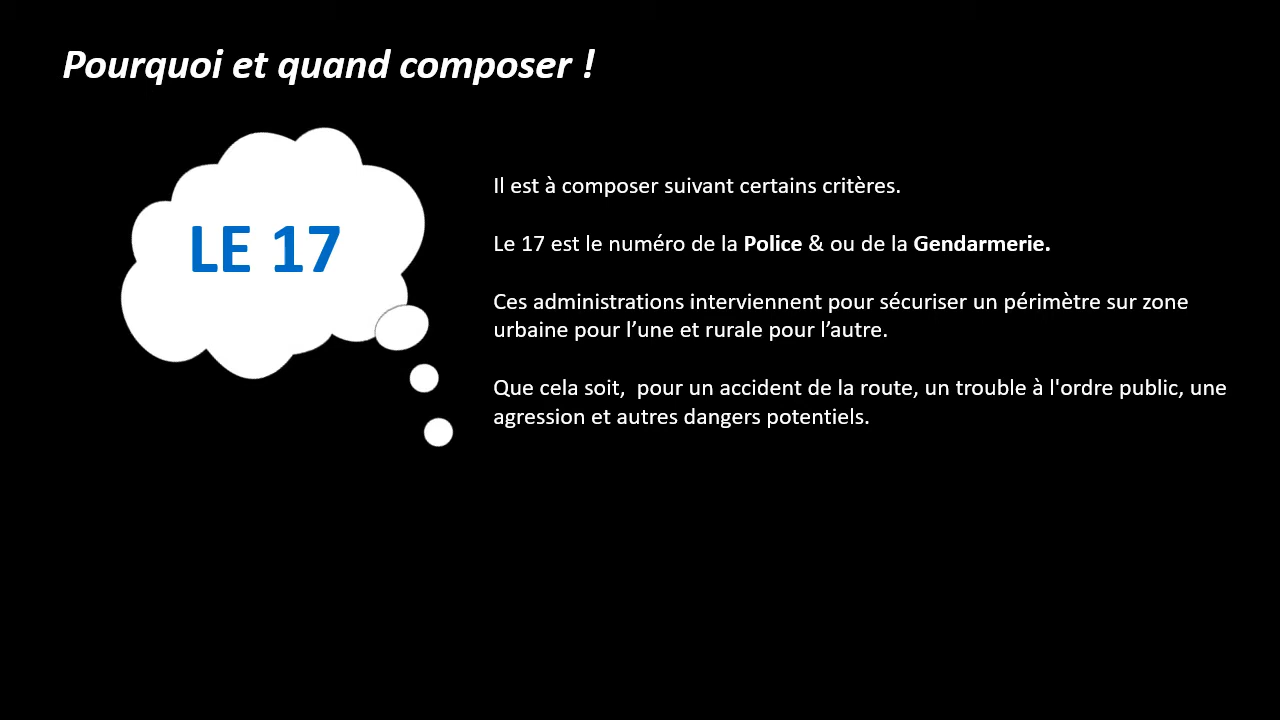 Pourquoi et quand composer !
LE 17
Il est à composer suivant certains critères.
Le 17 est le numéro de la Police & ou de la Gendarmerie.
Ces administrations interviennent pour sécuriser un périmètre sur zone
urbaine pour l’une et rurale pour l’autre.
Que cela soit,  pour un accident de la route, un trouble à l'ordre public, une
agression et autres dangers potentiels.